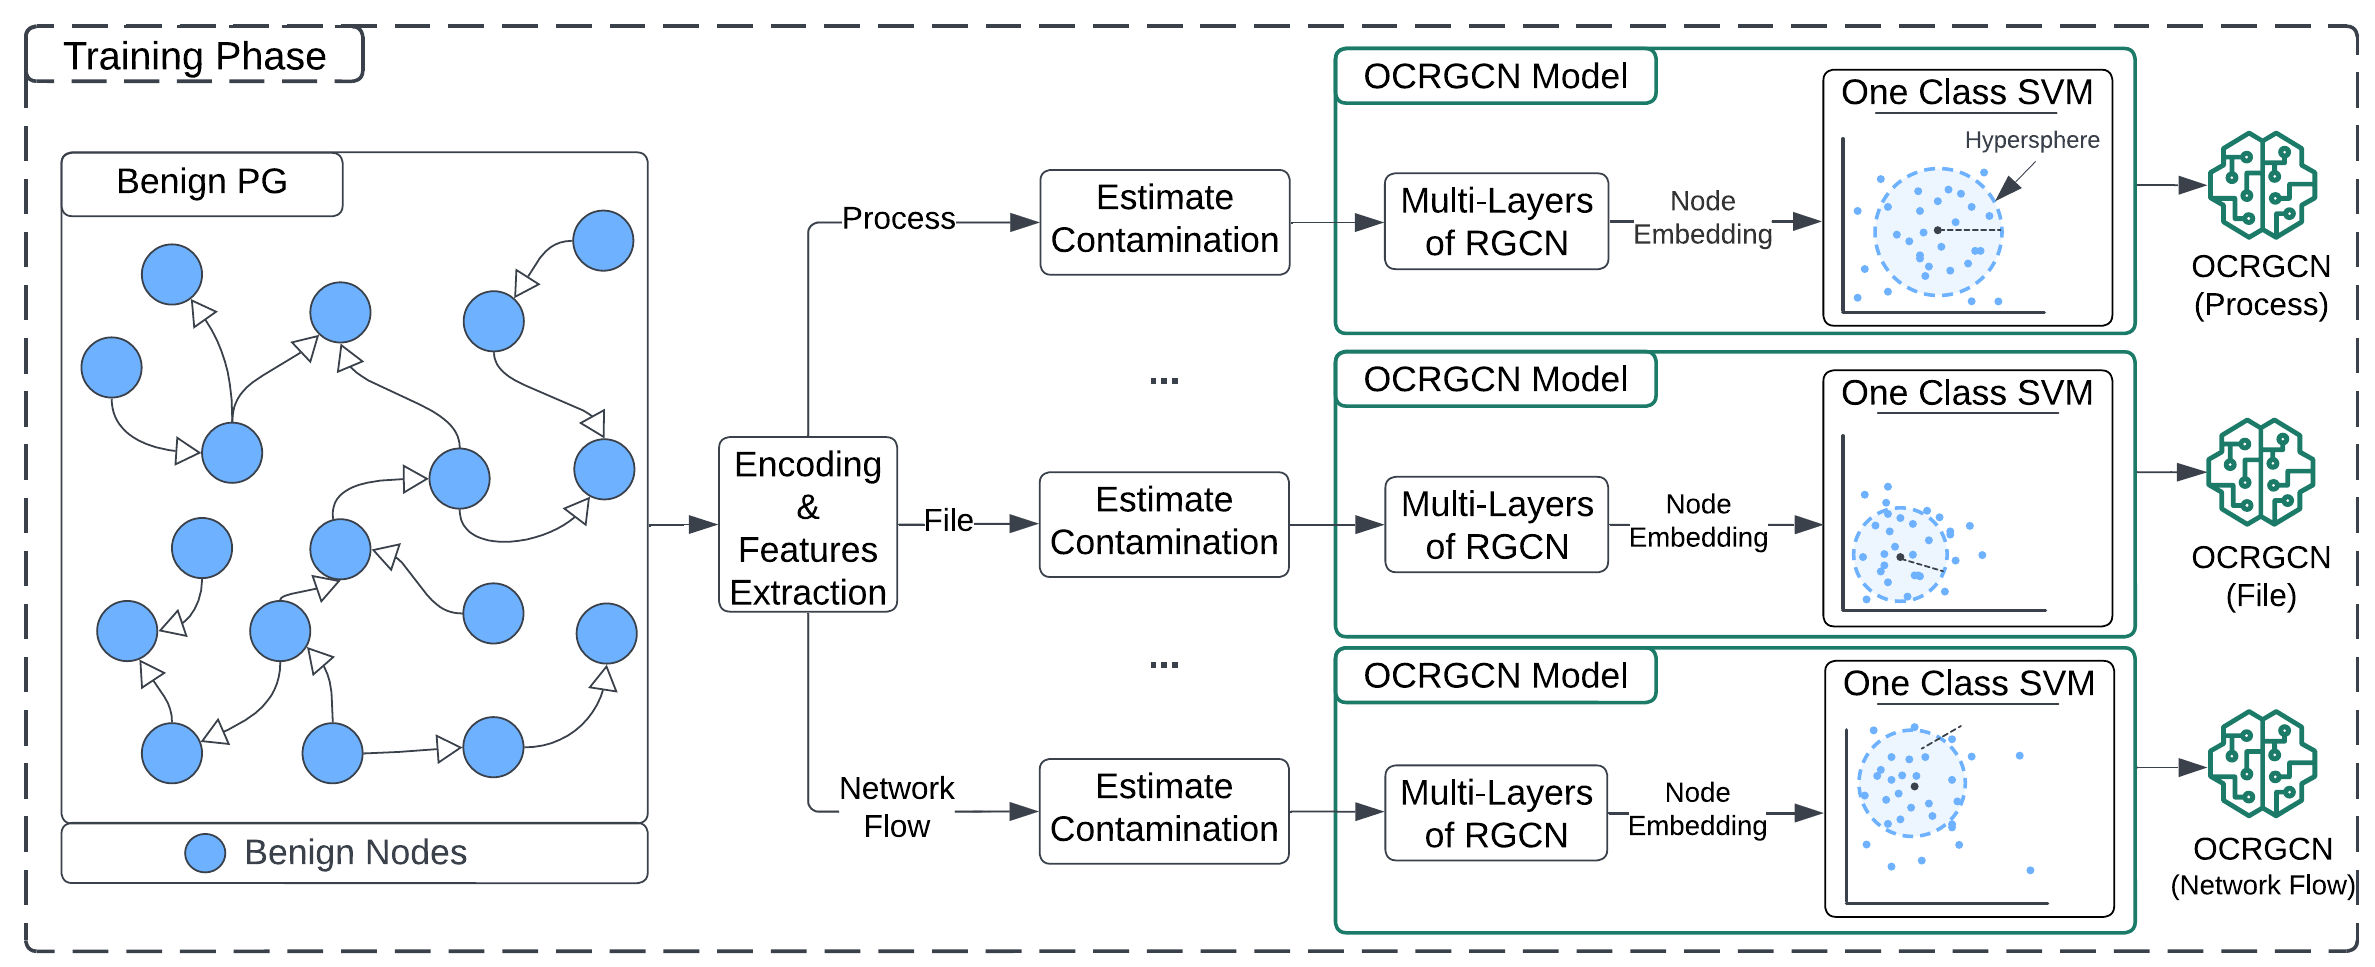 Training Phase
Benign PG
Benign Nodes
Encoding
&
Features
Extraction
Process
File
Network
Flow
Estimate
Contamination
...
Estimate
Contamination
...
Estimate
Contamination
OCRGCN Model
Multi-Layers
of RGCN
Node
Embedding
One Class SVM
Hypersphere
OCRGCN
(Process)
OCRGCN Model
Multi-Layers
of RGCN
Node
Embedding
One Class SVM
OCRGCN
(File)
OCRGCN Model
Multi-Layers
of RGCN
Node
Embedding
One Class SVM
OCRGCN
(Network Flow)